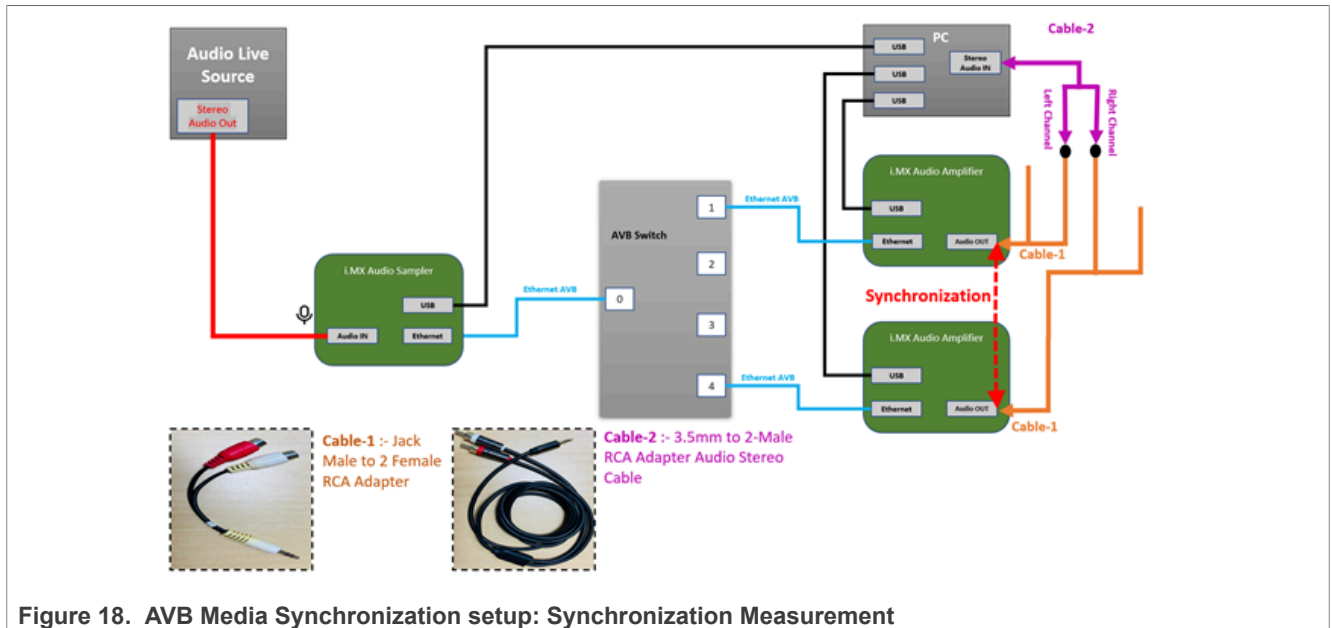 Audio Live
Source
Stereo
Audio Out
PC
USB
USB
USB
Stereo
Audio IN
Cable-2
Left Channel
Right Channel
i.MX Audio Amplifier
USB
Ethernet
Audio OUT
Cable-1
Synchronization
i.MX Audio Amplifier
USB
Ethernet
Audio OUT
Cable-1
AVB Switch
0
1
2
3
4
Ethernet AVB
Ethernet AVB
Ethernet AVB
i.MX Audio Sampler
USB
Audio IN
Ethernet
Cable-1 :- Jack
Male to 2 Female
RCA Adapter
Cable-2 :- 3.5mm to 2-Male
RCA Adapter Audio Stereo
Cable
Figure 18. AVB Media Synchronization setup: Synchronization Measurement